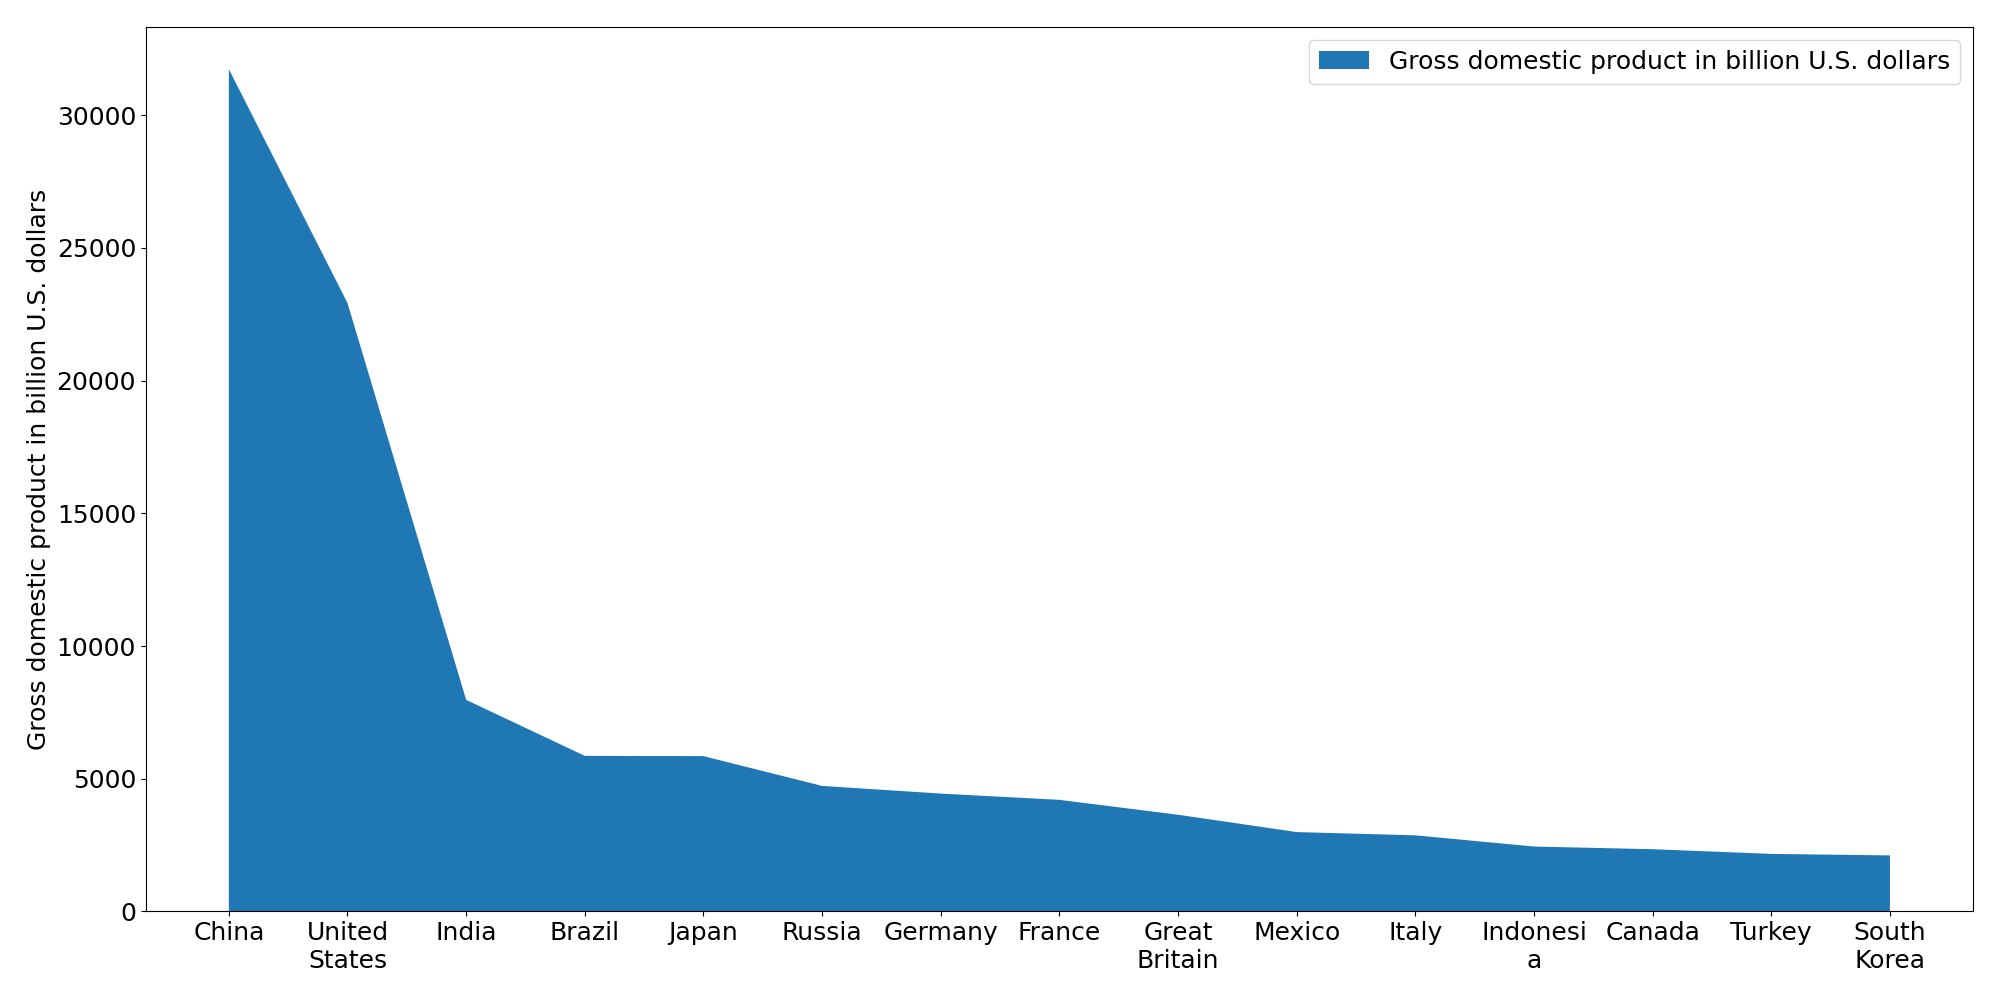 Gross domestic product in billion U.S. dollars
30000
25000
20000
15000
10000
5000
0
Gross domestic product in billion U.S. dollars
China
United
States
India
Brazil
Japan
Russia
Germany
France
Great
Britain
Mexico
Italy
Indonesi
a
Canada
Turkey
South
Korea